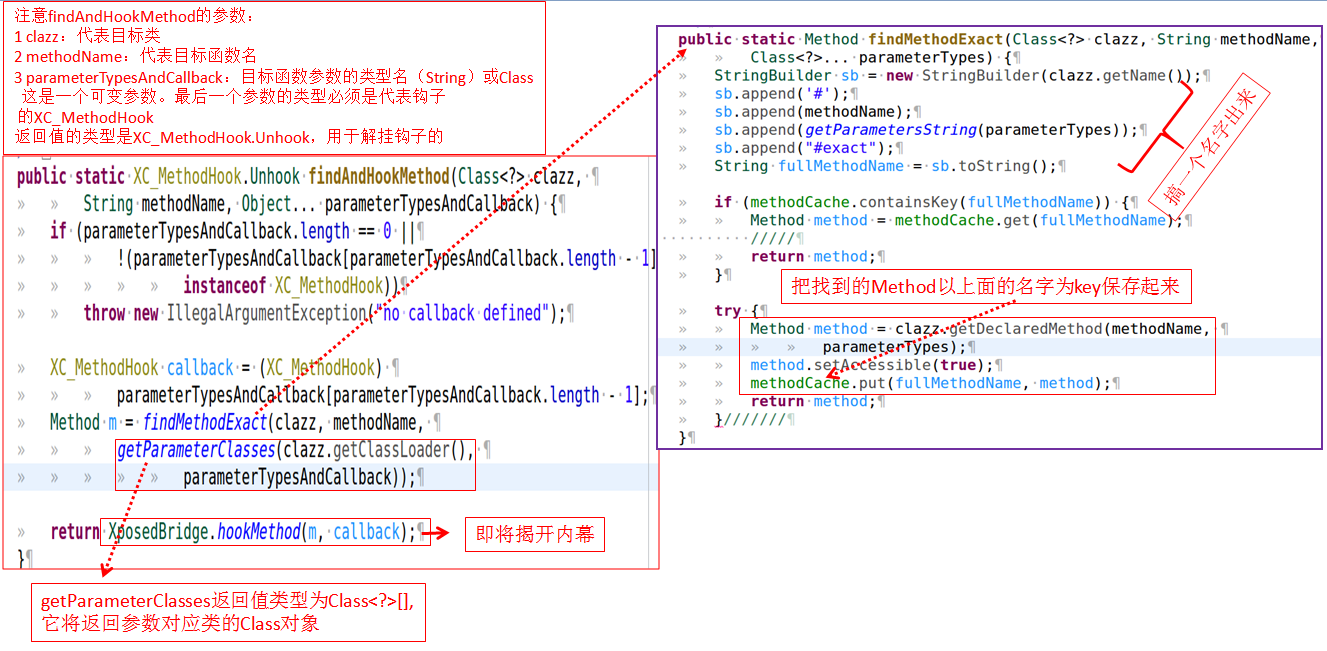 注意findAndHookMethod的参数：
1 clazz：代表目标类
2 methodName：代表目标函数名
3 parameterTypesAndCallback：目标函数参数的类型名（String）或Class
这是一个可变参数。最后一个参数的类型必须是代表钩子
的XC_MethodHook
返回值的类型是XC_MethodHook.Unhook，用于解挂钩子的
public static XC_MethodHook.Unhook findAndHookMethod(Class<?> clazz, ¶
» » String methodName, Object... parameterTypesAndCallback) {¶
» if (parameterTypesAndCallback.length == 0 ||¶
» » » !(parameterTypesAndCallback[parameterTypesAndCallback.length - 1]
» » » » » instanceof XC_MethodHook))
» » throw new IllegalArgumentException("no callback defined");¶
» XC_MethodHook callback = (XC_MethodHook) ¶
» » » parameterTypesAndCallback[parameterTypesAndCallback.length - 1];¶
» Method m = findMethodExact(clazz, methodName, ¶
» » » getParameterClasses(clazz.getClassLoader(), ¶
» » » » » parameterTypesAndCallback));¶
» return XposedBridge.hookMethod(m, callback);¶
}¶
即将揭开内幕
getParameterClasses返回值类型为Class<?>[],
它将返回参数对应类的Class对象
public static Method findMethodExact(Class<?> clazz, String methodName,
» » Class<?>... parameterTypes) {¶
» StringBuilder sb = new StringBuilder(clazz.getName());¶
» sb.append('#');¶
» sb.append(methodName);¶
» sb.append(getParametersString(parameterTypes));¶
» sb.append("#exact");¶
» String fullMethodName = sb.toString();¶
搞一个名字出来
» if (methodCache.containsKey(fullMethodName)) {¶
» » Method method = methodCache.get(fullMethodName);¶
·········· /////¶
» » return method;¶
» }¶
把找到的Method以上面的名字为key保存起来
» try {¶
» » Method method = clazz.getDeclaredMethod(methodName, ¶
» » » » parameterTypes);¶
» » method.setAccessible(true);¶
» » methodCache.put(fullMethodName, method);¶
» » return method;¶
» }///////¶
}¶